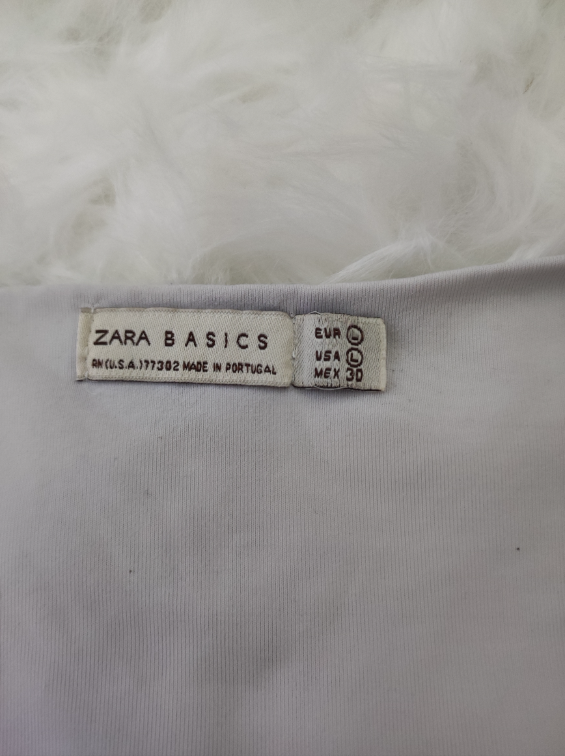 ZARA BASICS
RN(U.S.A.)77302 MADE IN PORTUGAL
EUR L
USA L
MEX 30